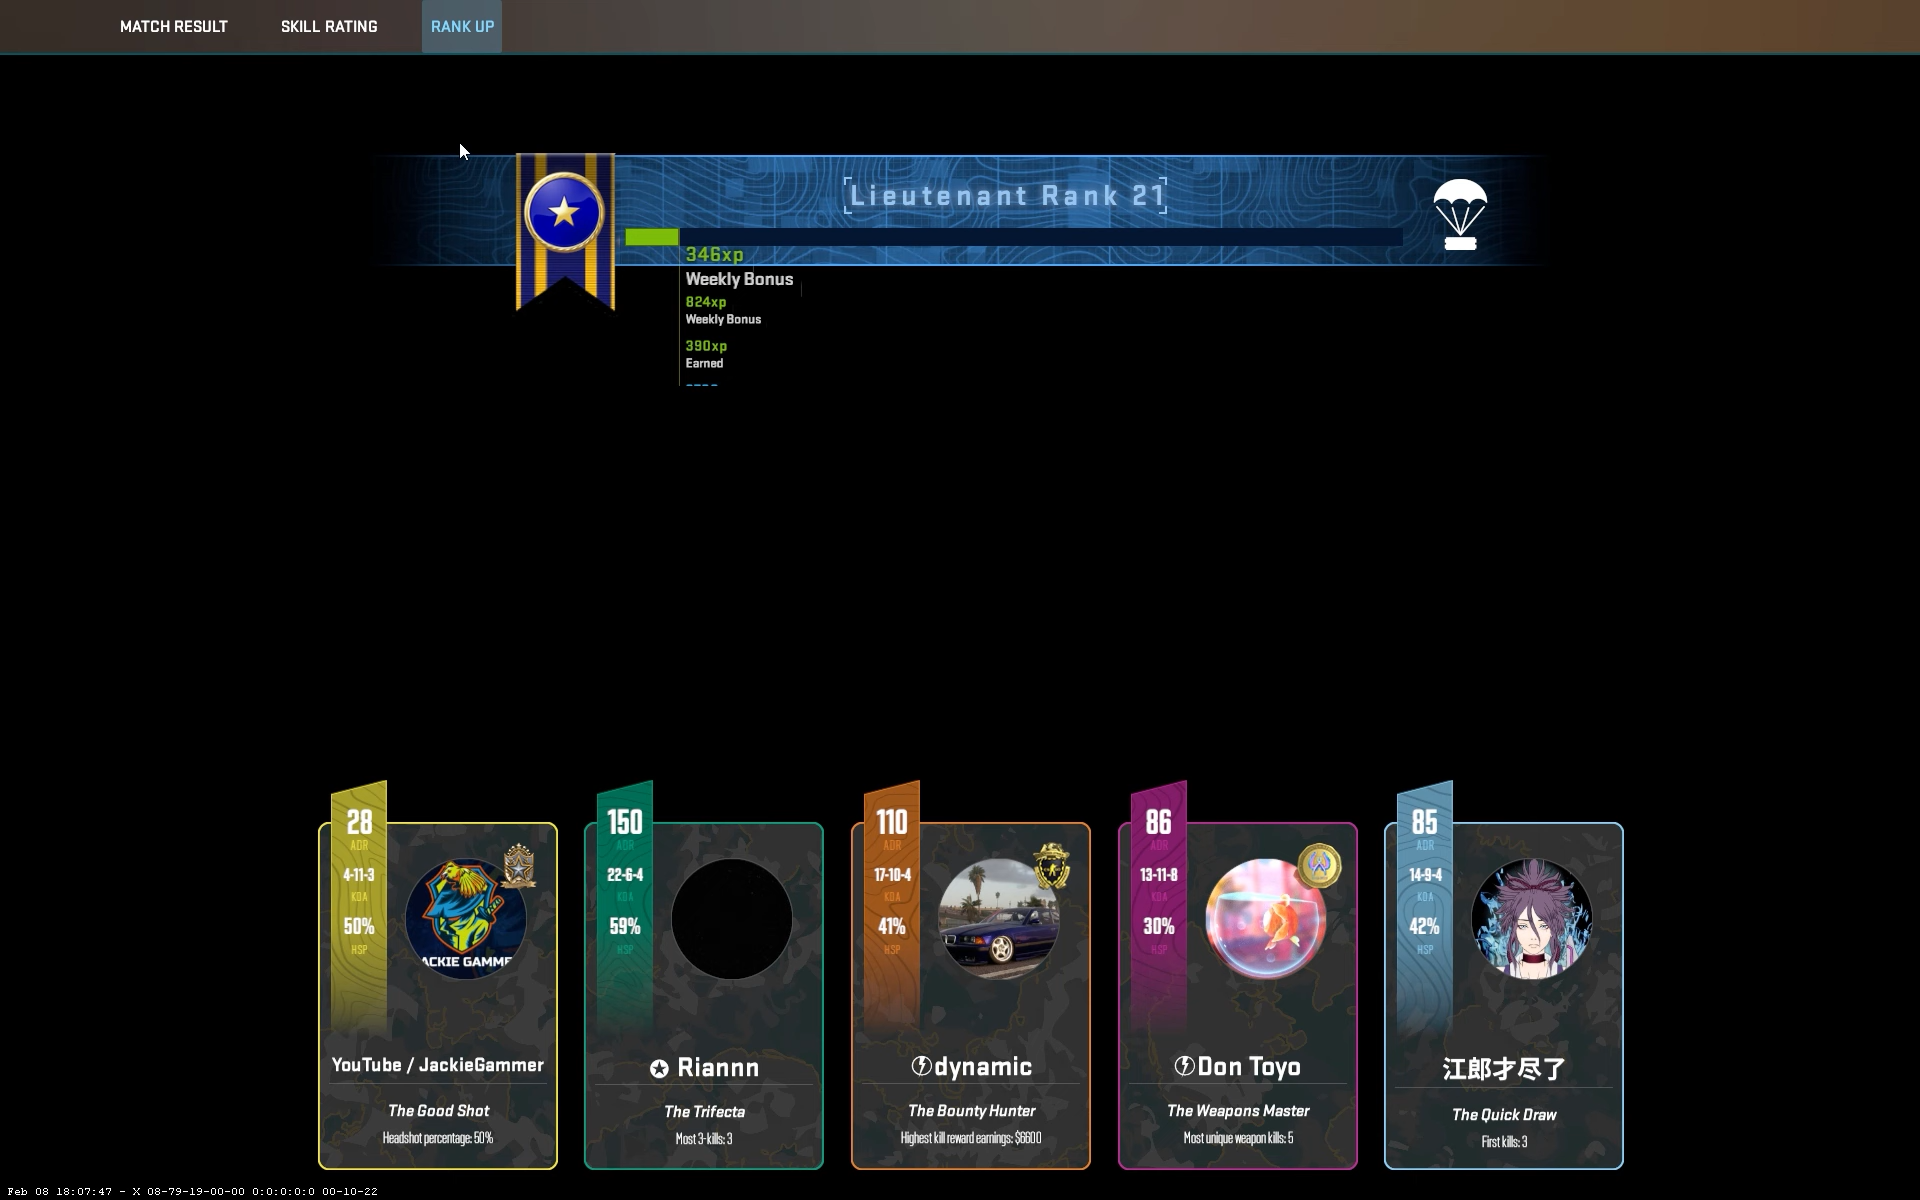 MATCH RESULT SKILL RATING RANK UP
Lieutenant Rank 21
346xp
Weekly Bonus
824xp
Weekly Bonus
390xp
Earned
28
ADR
4-11-3
KDA
50%
HSP
ACKIE GAMME
YouTube / JackieGammer
The Good Shot
Headshot percentage: 50%
150
ADR
22-6-4
KDA
59%
HSP
Riannn
The Trifecta
Most 3-kills: 3
110
ADR
17-10-4
KDA
41%
HSP
dynamic
The Bounty Hunter
Highest kill reward earnings: $6600
86
ADR
13-11-8
KDA
30%
HSP
Don Toyo
The Weapons Master
Most unique weapon kills: 5
85
ADR
14-9-4
KDA
42%
HSP
江郎才尽了
The Quick Draw
First kills: 3
Feb 08 18:07:47 - X 08-79-19-00-00 0:0:0:0:0 00-10-22